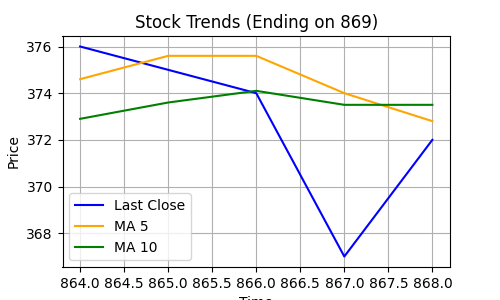 Stock Trends (Ending on 869)
376
374
372
370
368
Price
Last Close
MA 5
MA 10
864.0 864.5 865.0 865.5 866.0 866.5 867.0 867.5 868.0
Time